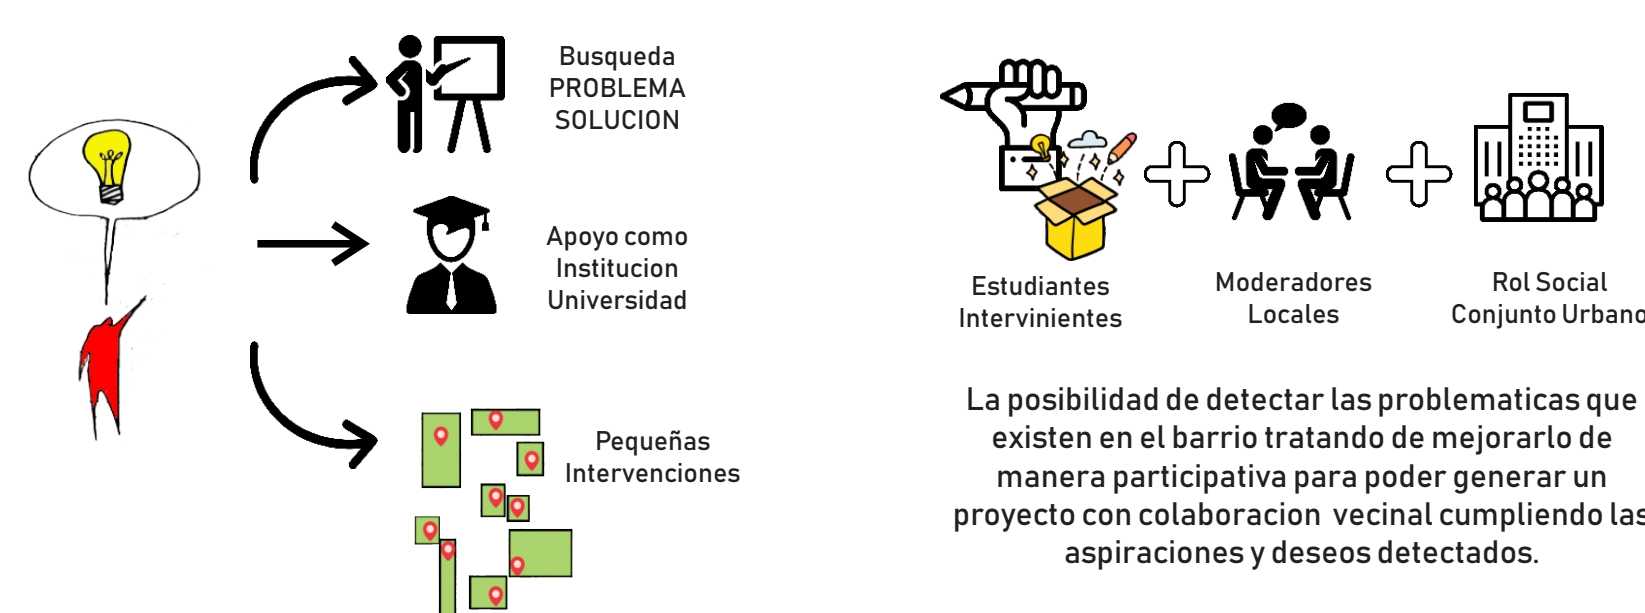 Busqueda
PROBLEMA
SOLUCION
Apoyo como
Institucion
Universidad
Pequeñas
Intervenciones
Estudiantes
Intervinientes
Moderadores
Locales
Rol Social
Conjunto Urbano
La posibilidad de detectar las problematicas que
existen en el barrio tratando de mejorarlo de
manera participativa para poder generar un
proyecto con colaboracion vecinal cumpliendo las
aspiraciones y deseos detectados.